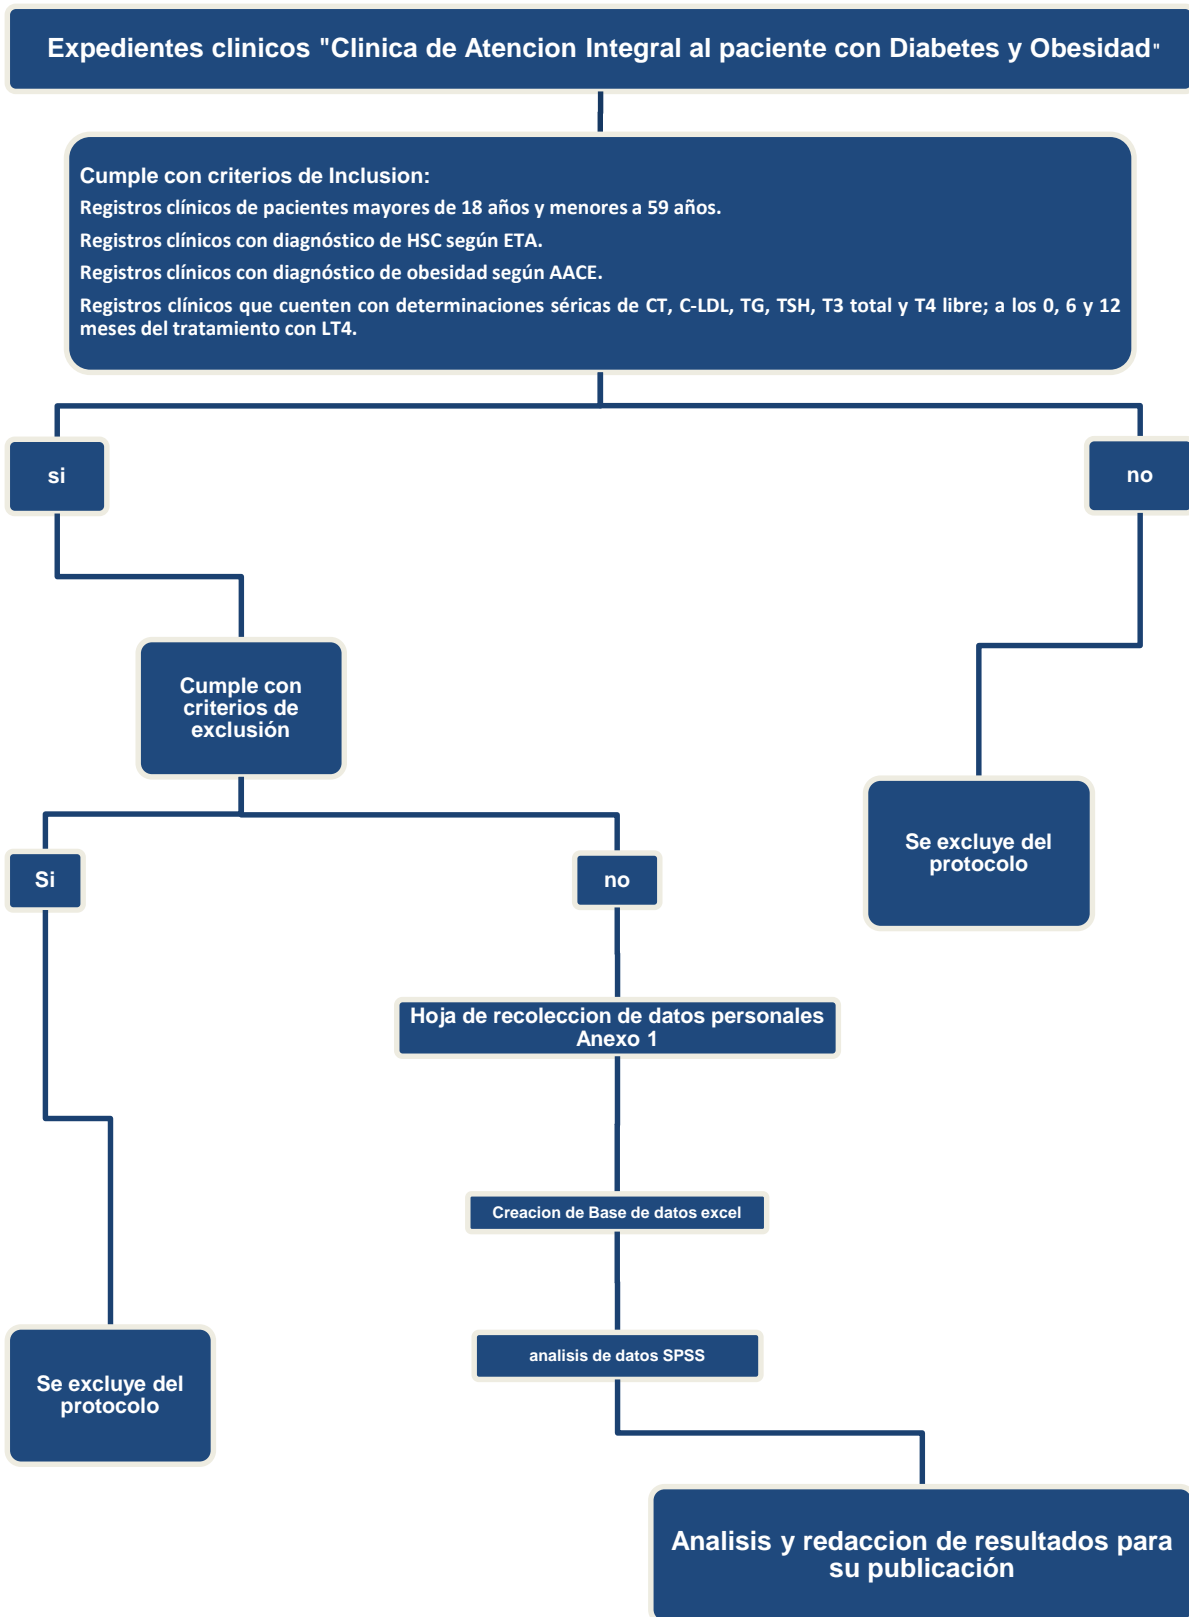 Expedientes clinicos "Clinica de Atencion Integral al paciente con Diabetes y Obesidad"
Cumple con criterios de Inclusion:
Registros clínicos de pacientes mayores de 18 años y menores a 59 años.
Registros clínicos con diagnóstico de HSC según ETA.
Registros clínicos con diagnóstico de obesidad según AACE.
Registros clínicos que cuenten con determinaciones séricas de CT, C-LDL, TG, TSH, T3 total y T4 libre; a los 0, 6 y 12
meses del tratamiento con LT4.
si
no
Cumple con
criterios de
exclusión
Se excluye del
protocolo
Si
no
Hoja de recoleccion de datos personales
Anexo 1
Creacion de Base de datos excel
analisis de datos SPSS
Se excluye del
protocolo
Analisis y redaccion de resultados para
su publicación